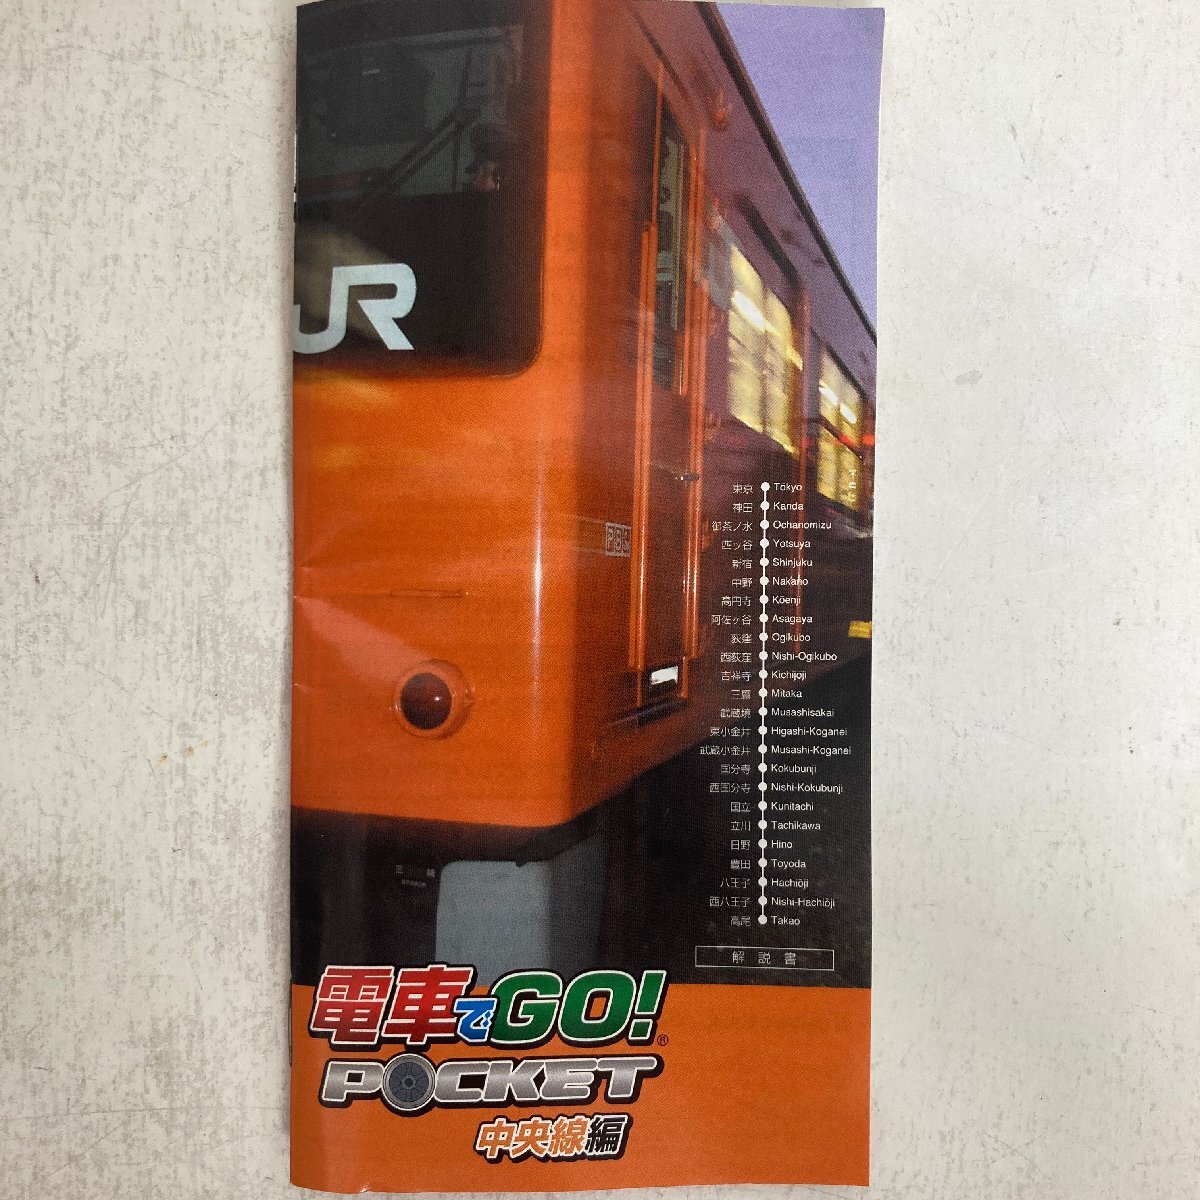 JR
東京 Tokyo
神田 Kanda
御茶ノ水 Ochanomizu
四ッ谷 Yotsuya
新宿 Shinjuku
中野 Nakano
高円寺 Kōenji
阿佐ヶ谷 Asagaya
荻窪 Ogikubo
西荻窪 Nishi-Ogikubo
吉祥寺 Kichijōji
三鷹 Mitaka
武蔵境 Musashisakai
東小金井 Higashi-Koganei
武蔵小金井 Musashi-Koganei
国分寺 Kokubunji
西国分寺 Nishi-Kokubunji
国立 Kunitachi
立川 Tachikawa
日野 Hino
豊田 Toyoda
八王子 Hachiōji
西八王子 Nishi-Hachiōji
高尾 Takao
解説書
電車でGO!®
POCKET
中央線編